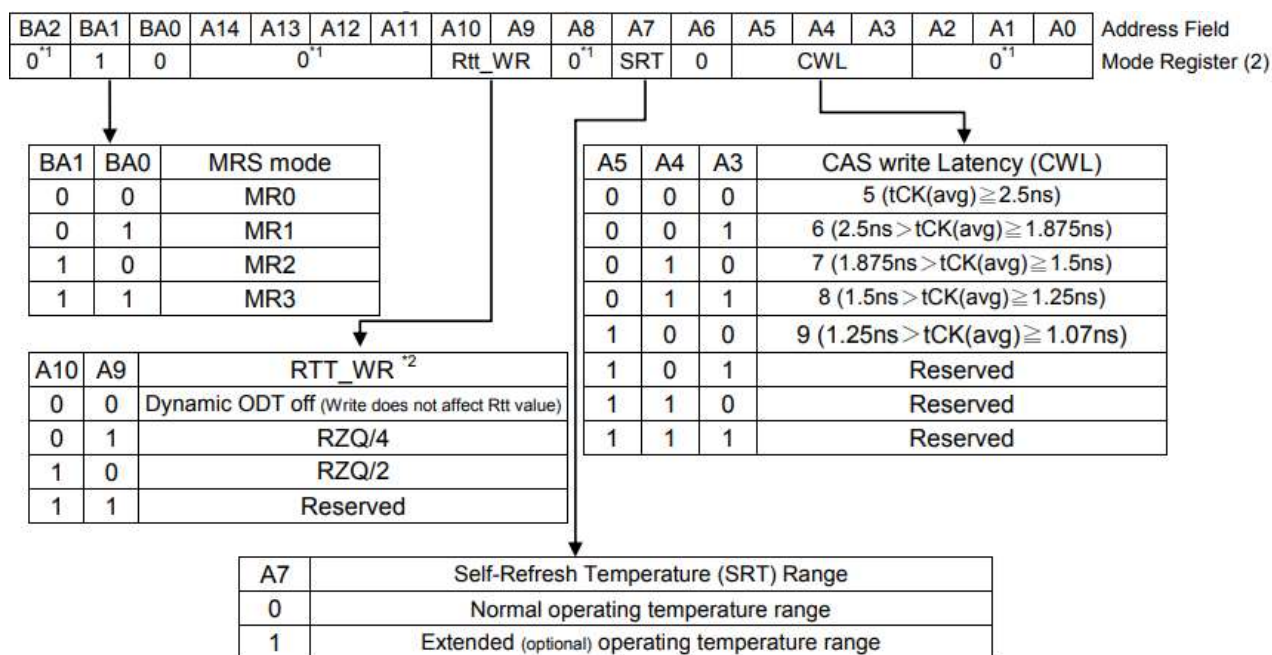 BA2 BA1 BA0 A14 A13 A12 A11 A10 A9 A8 A7 A6 A5 A4 A3 A2 A1 A0 Address Field
0*1 1 0 0*1 Rtt_WR 0*1 SRT 0 CWL 0*1 Mode Register (2)
BA1 BA0 MRS mode
0 0 MR0
0 1 MR1
1 0 MR2
1 1 MR3
A5 A4 A3 CAS write Latency (CWL)
0 0 0 5 (tCK(avg)≧2.5ns)
0 0 1 6 (2.5ns>tCK(avg)≧1.875ns)
0 1 0 7 (1.875ns>tCK(avg)≧1.5ns)
0 1 1 8 (1.5ns>tCK(avg)≧1.25ns)
1 0 0 9 (1.25ns>tCK(avg)≧1.07ns)
1 0 1 Reserved
1 1 0 Reserved
1 1 1 Reserved
A10 A9 RTT_WR *2
0 0 Dynamic ODT off (Write does not affect Rtt value)
0 1 RZQ/4
1 0 RZQ/2
1 1 Reserved
A7 Self-Refresh Temperature (SRT) Range
0 Normal operating temperature range
1 Extended (optional) operating temperature range